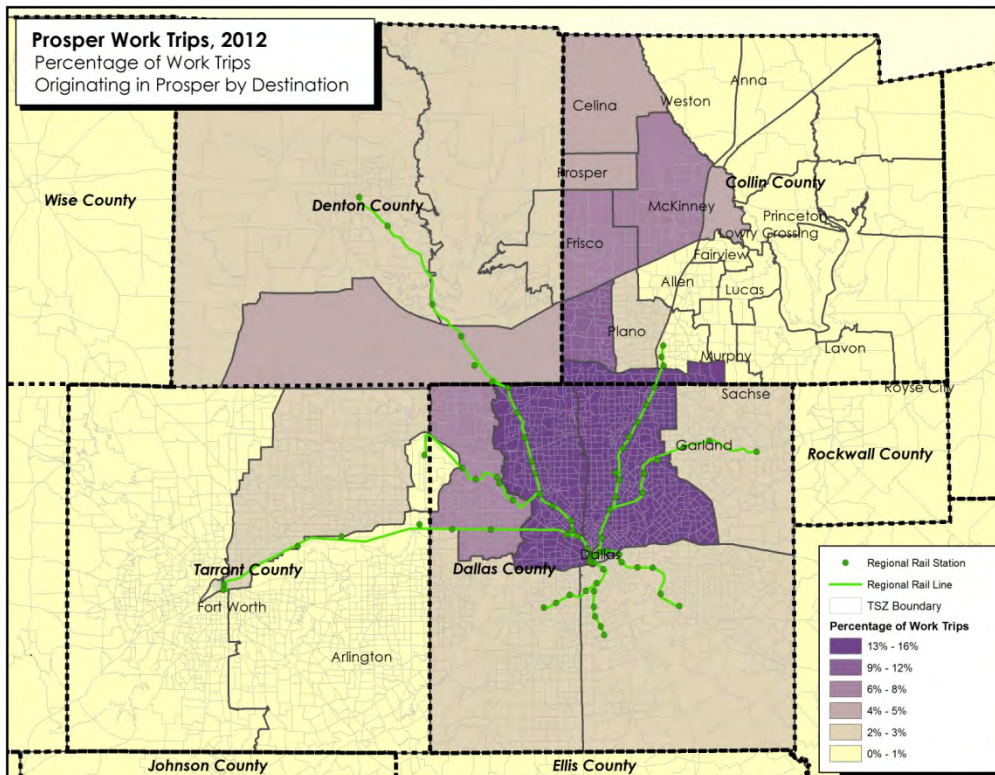 Prosper Work Trips, 2012
Percentage of Work Trips
Originating in Prosper by Destination
Anna
Celina
Weston
Prosper
Collin County
Wise County
Denton County
McKinney
Princeton
Lowry Crossing
Frisco
Fairview
Allen
Lucas
Plano
Murphy
Lavon
Royse City
Sachse
Garland
Rockwall County
Dallas
Tarrant County
Dallas County
Fort Worth
Arlington
Regional Rail Station
Regional Rail Line
TSZ Boundary
Percentage of Work Trips
13% - 16%
9% - 12%
6% - 8%
4% - 5%
2% - 3%
0% - 1%
Johnson County
Ellis County